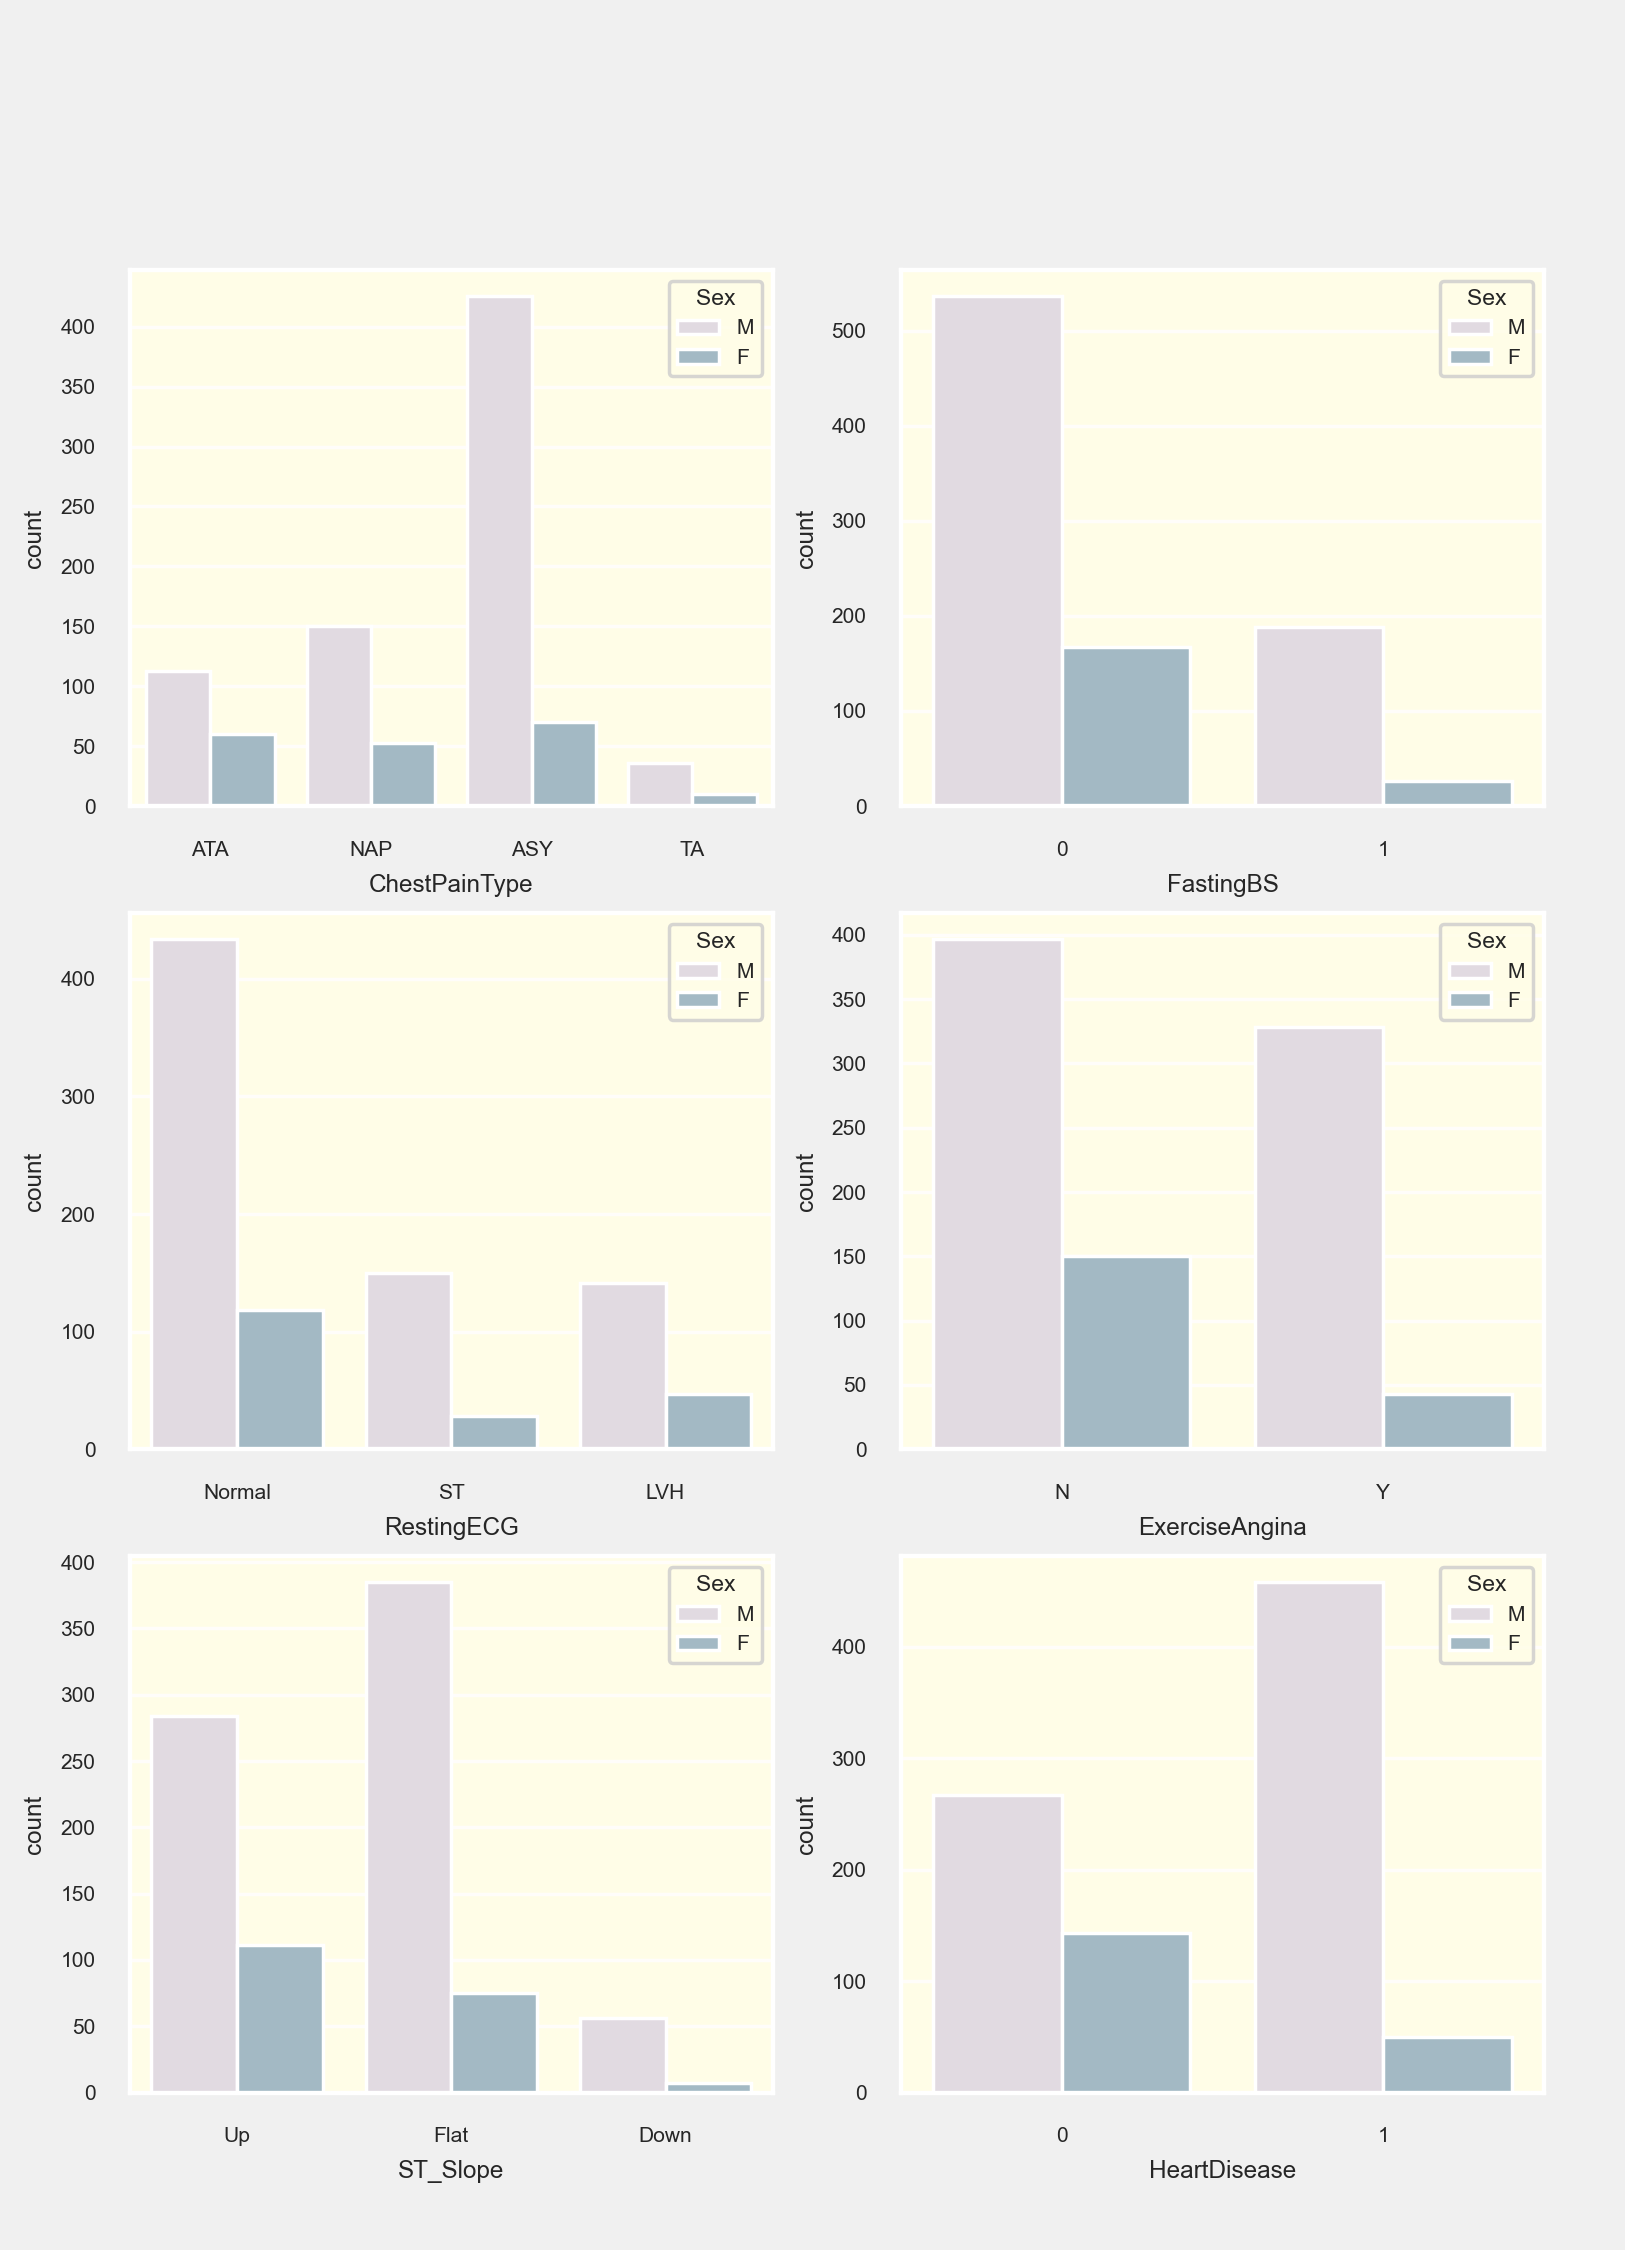 Sex
M
F
400
350
300
250
200
150
100
50
0
count
ATA NAP ASY TA
ChestPainType
Sex
M
F
500
400
300
200
100
0
count
0 1
FastingBS
Sex
M
F
400
300
200
100
0
count
Normal ST LVH
RestingECG
Sex
M
F
400
350
300
250
200
150
100
50
0
count
N Y
ExerciseAngina
Sex
M
F
400
350
300
250
200
150
100
50
0
count
Up Flat Down
ST_Slope
Sex
M
F
400
300
200
100
0
count
0 1
HeartDisease